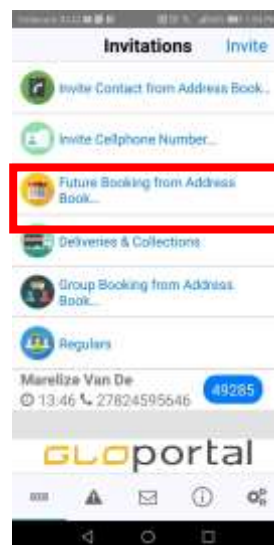 Invitations Invite
Invite Contact from Address Book..
Invite Cellphone Number...
Future Booking from Address
Book...
Deliveries & Collections
Group Booking from Address
Book...
Regulars
Marelize Van De
13:46 27824595646 49285
GLOportal